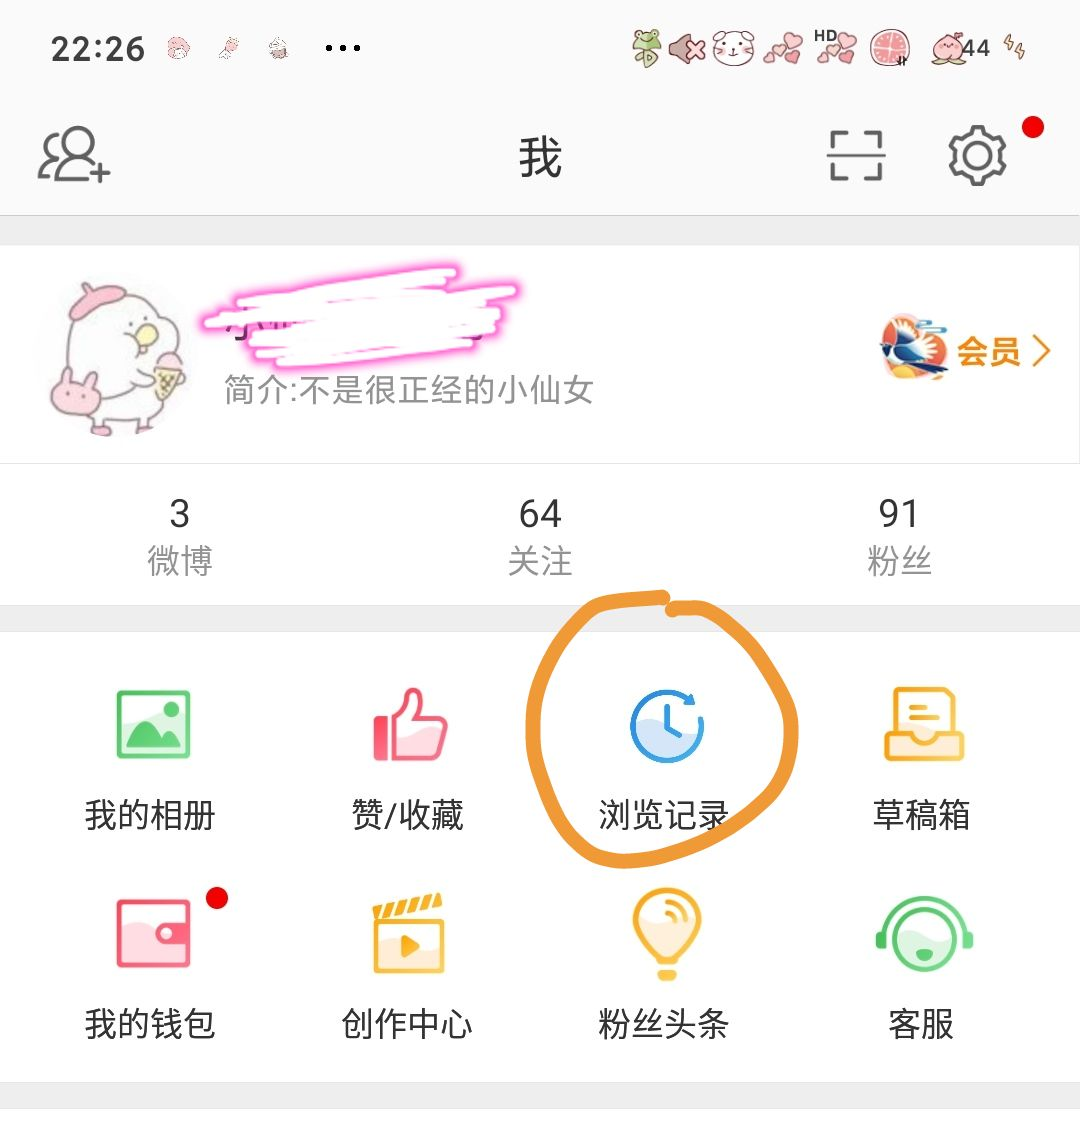 22:26
HD
44
我
简介:不是很正经的小仙女
会员
3 64 91
微博 关注 粉丝
我的相册 赞/收藏 浏览记录 草稿箱
我的钱包 创作中心 粉丝头条 客服